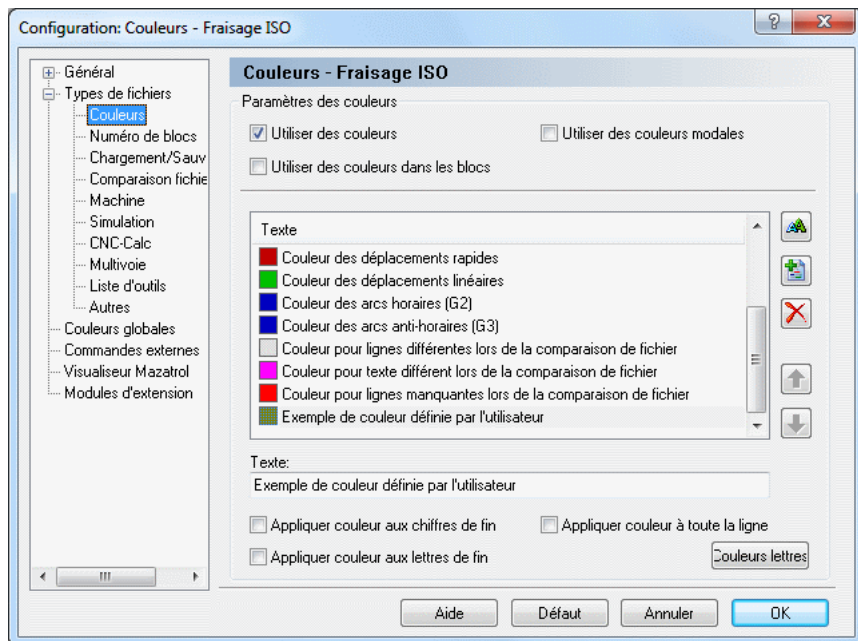 Configuration: Couleurs - Fraisage ISO
Général
Types de fichiers
Couleurs
Numéro de blocs
Chargement/Sauv
Comparaison fichie
Machine
Simulation
CNC-Calc
Multivoie
Liste d'outils
Autres
Couleurs globales
Commandes externes
Visualiseur Mazatrol
Modules d'extension
Couleurs - Fraisage ISO
Paramètres des couleurs
Utiliser des couleurs
Utiliser des couleurs modales
Utiliser des couleurs dans les blocs
Texte
Couleur des déplacements rapides
Couleur des déplacements linéaires
Couleur des arcs horaires (G2)
Couleur des arcs anti-horaires (G3)
Couleur pour lignes différentes lors de la comparaison de fichier
Couleur pour texte différent lors de la comparaison de fichier
Couleur pour lignes manquantes lors de la comparaison de fichier
Exemple de couleur définie par l'utilisateur
Texte:
Exemple de couleur définie par l'utilisateur
Appliquer couleur aux chiffres de fin
Appliquer couleur à toute la ligne
Appliquer couleur aux lettres de fin
Couleurs lettres
Aide
Défaut
Annuler
OK